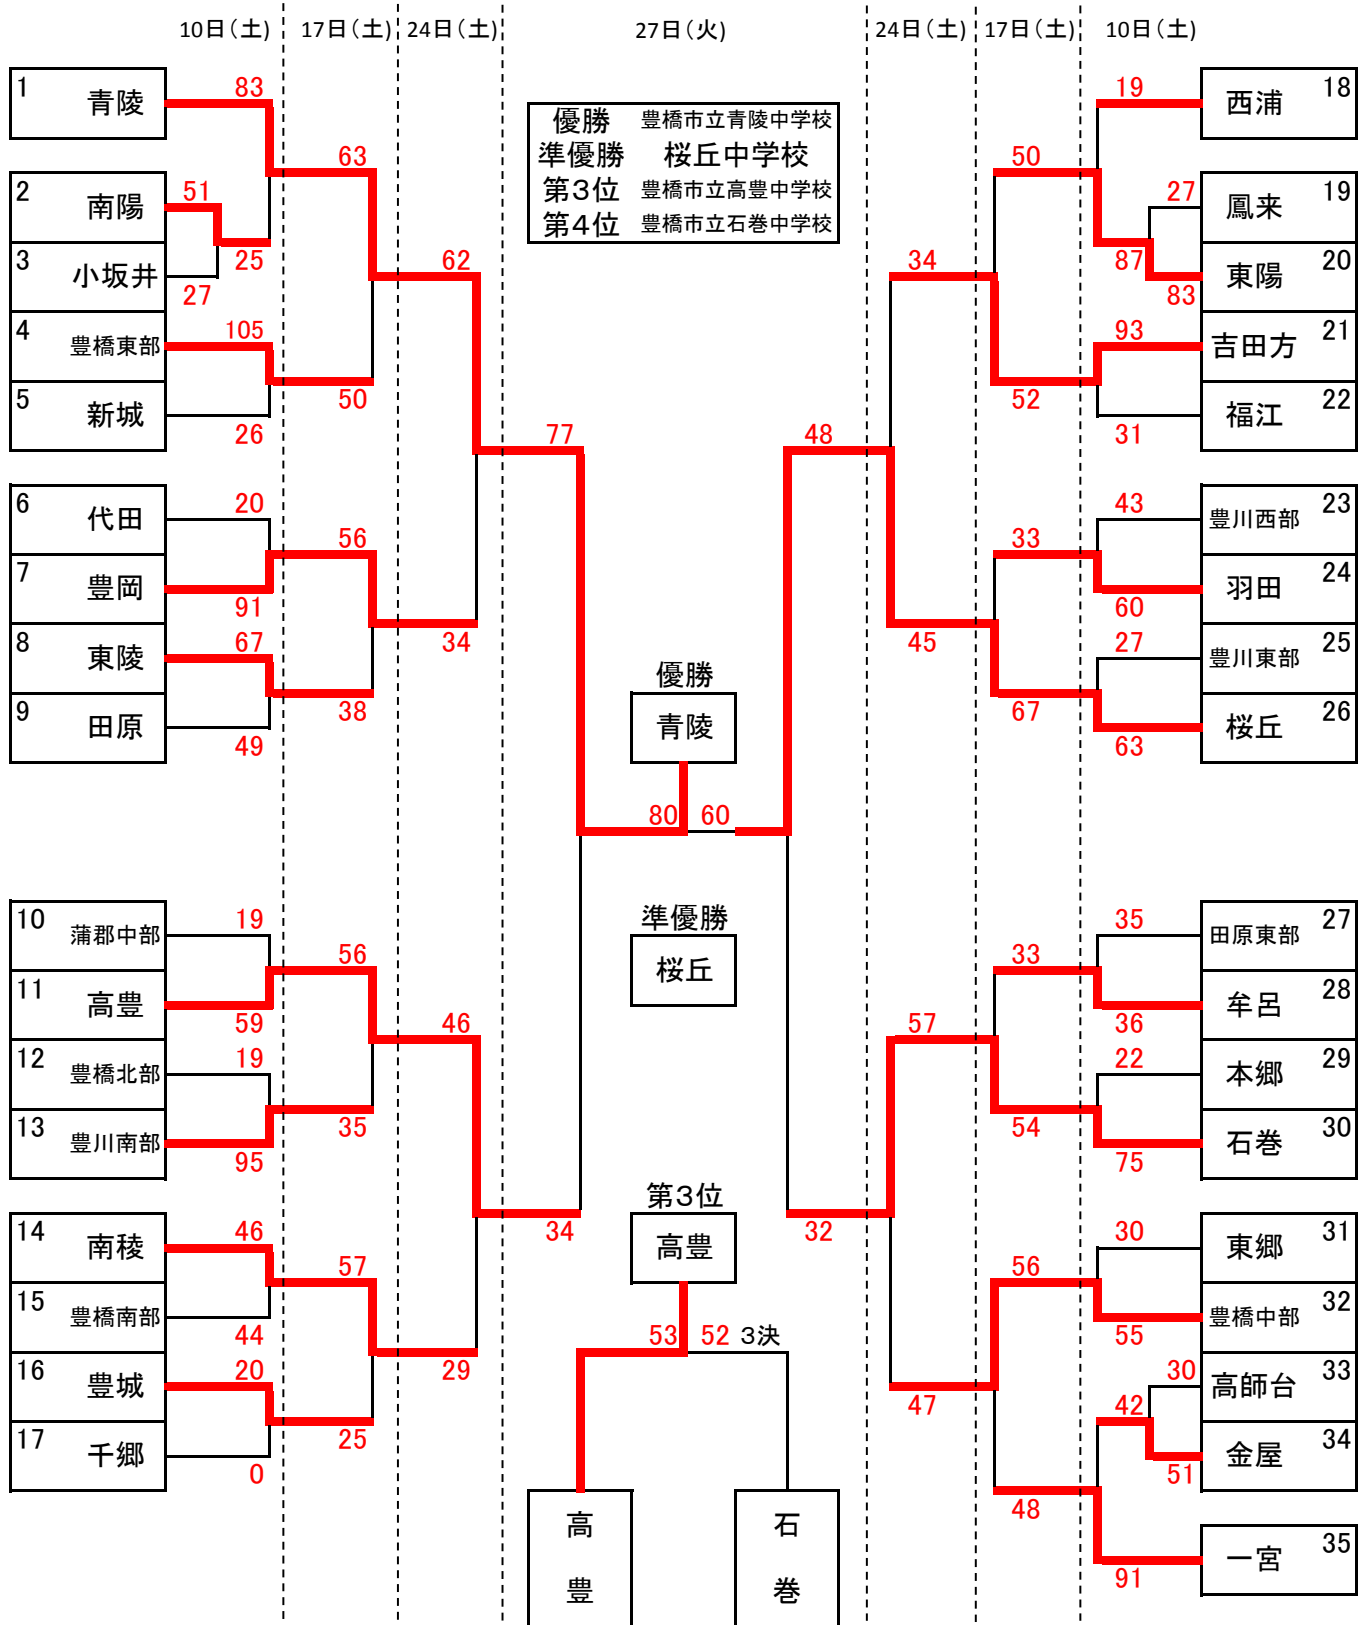 10日(土) 17日(土) 24日(土) 27日(火) 24日(土) 17日(土) 10日(土)
優勝 豊橋市立青陵中学校
準優勝 桜丘中学校
第3位 豊橋市立高豊中学校
第4位 豊橋市立石巻中学校
1 青陵 83
2 南陽 51
3 小坂井 27
25
63
4 豊橋東部 105
5 新城 26
50
62
6 代田 20
7 豊岡 91
56
8 東陵 67
9 田原 49
38
34
77
10 蒲郡中部 19
11 高豊 59
56
12 豊橋北部 19
13 豊川南部 95
35
46
14 南稜 46
15 豊橋南部 44
57
16 豊城 20
17 千郷 0
25
29
34
優勝
青陵
80 60
準優勝
桜丘
第3位
高豊
53 52 3決
高豊
石巻
19 西浦 18
27 鳳来 19
83 東陽 20
87
50
93 吉田方 21
31 福江 22
52
34
43 豊川西部 23
60 羽田 24
33
27 豊川東部 25
63 桜丘 26
67
45
48
35 田原東部 27
36 牟呂 28
33
22 本郷 29
75 石巻 30
54
57
30 東郷 31
55 豊橋中部 32
56
30 高師台 33
51 金屋 34
42
91 一宮 35
48
47
32